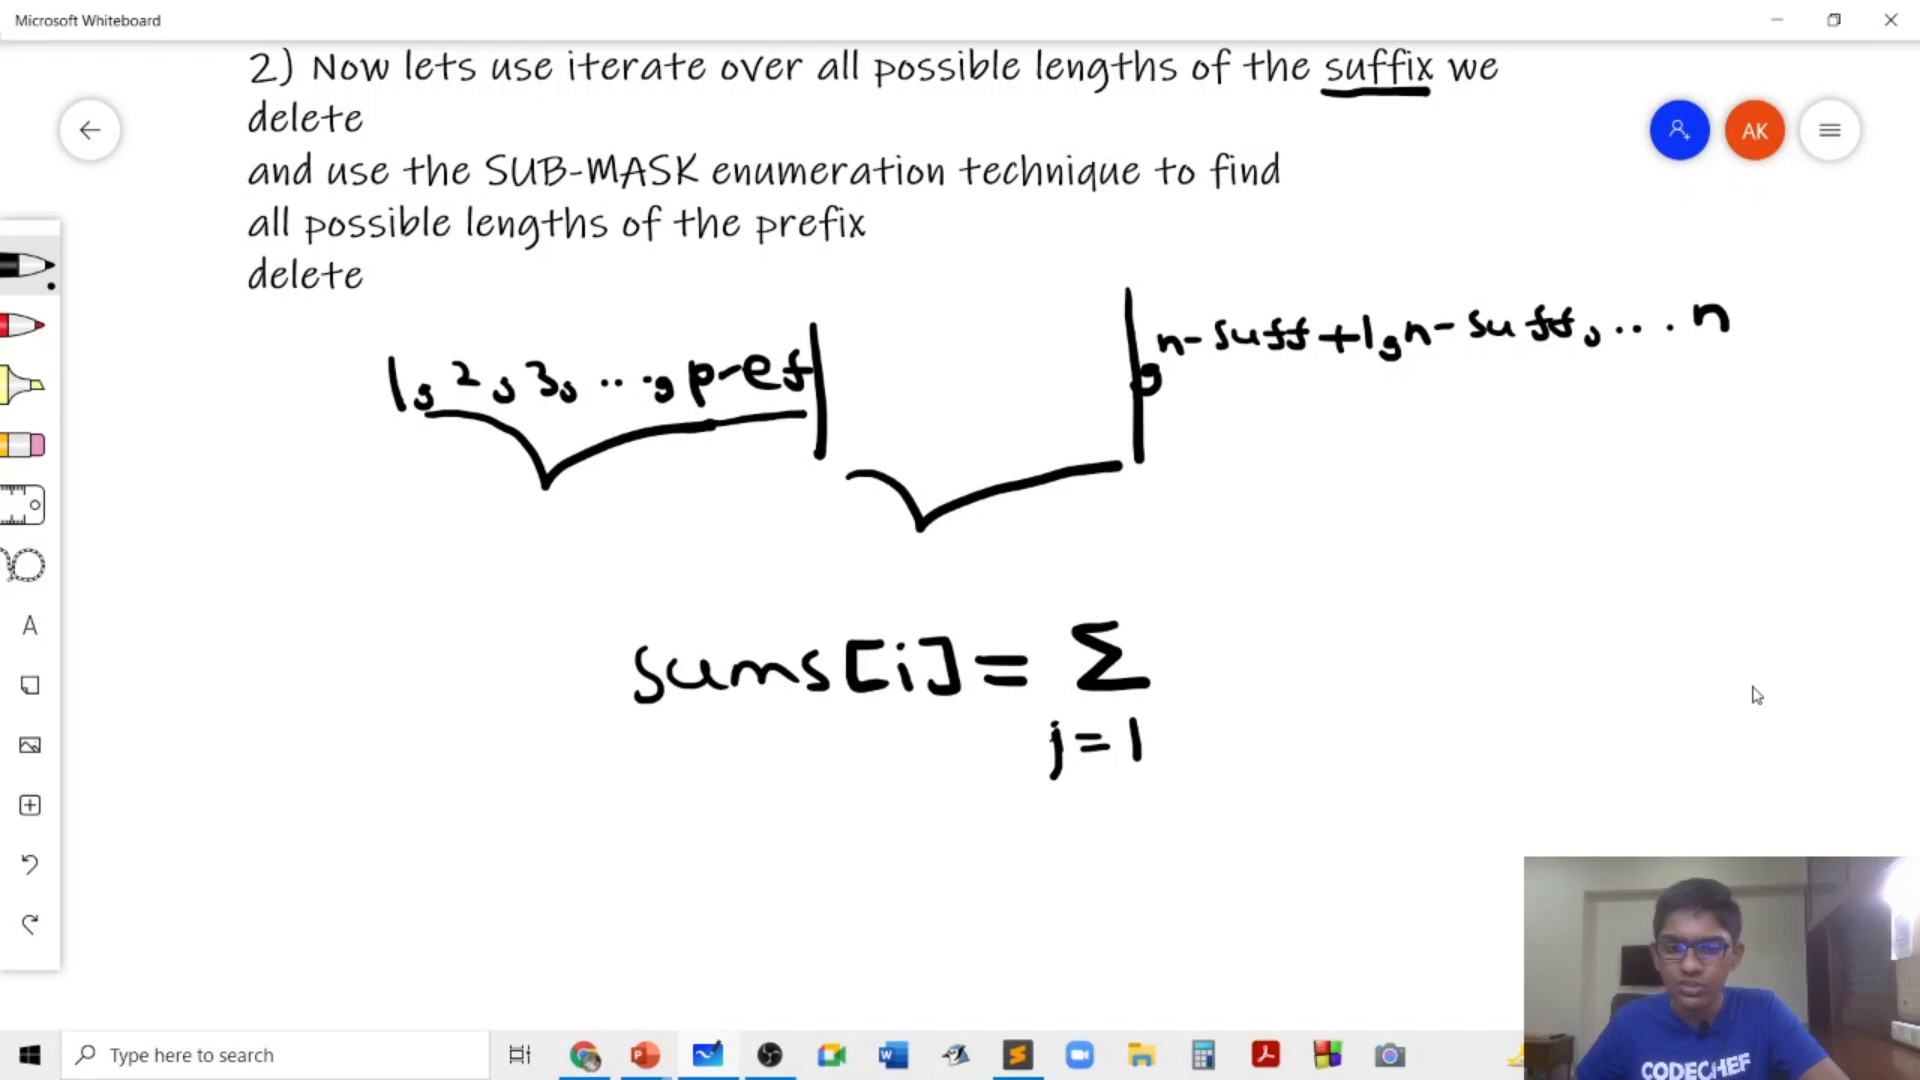 Microsoft Whiteboard
2) Now lets use iterate over all possible lengths of the suffix we
delete
and use the SUB-MASK enumeration technique to find
all possible lengths of the prefix
delete
AK
1, 2, 3, ..., pref
, n-suff+1, n-suff, ... n
sums[i] = Σ
j=1
A
CODECHEF
Type here to search